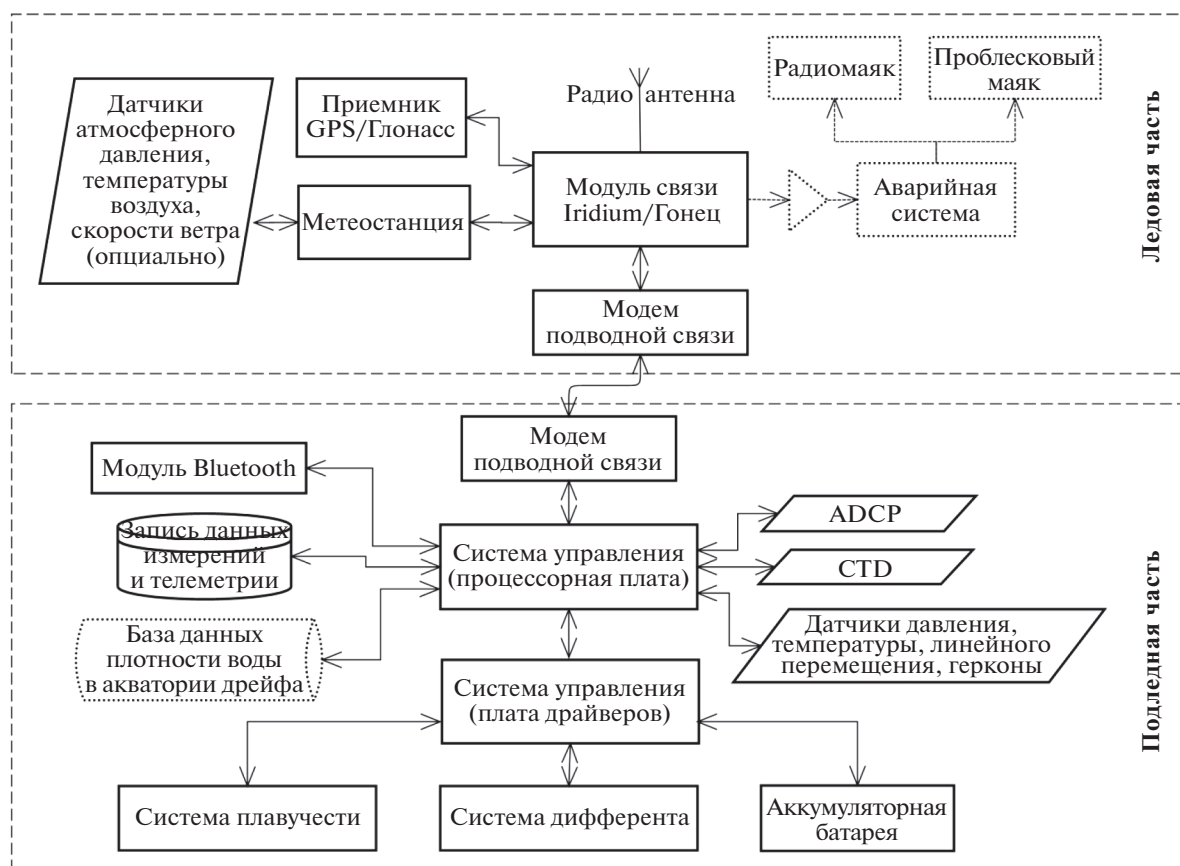 Датчики
атмосферного
давления,
температуры
воздуха,
скорости ветра
(опциально)
Приемник
GPS/Глонасс
Метеостанция
Радио антенна
Модуль связи
Iridium/Гонец
Радиомаяк
Проблесковый
маяк
Аварийная
система
Модем
подводной связи
Ледовая часть
Модем
подводной связи
Модуль Bluetooth
Запись данных
измерений
и телеметрии
База данных
плотности воды
в акватории дрейфа
Система управления
(процессорная плата)
ADCP
CTD
Датчики давления,
температуры, линейного
перемещения, герконы
Система управления
(плата драйверов)
Система плавучести
Система дифферента
Аккумуляторная
батарея
Подледная часть